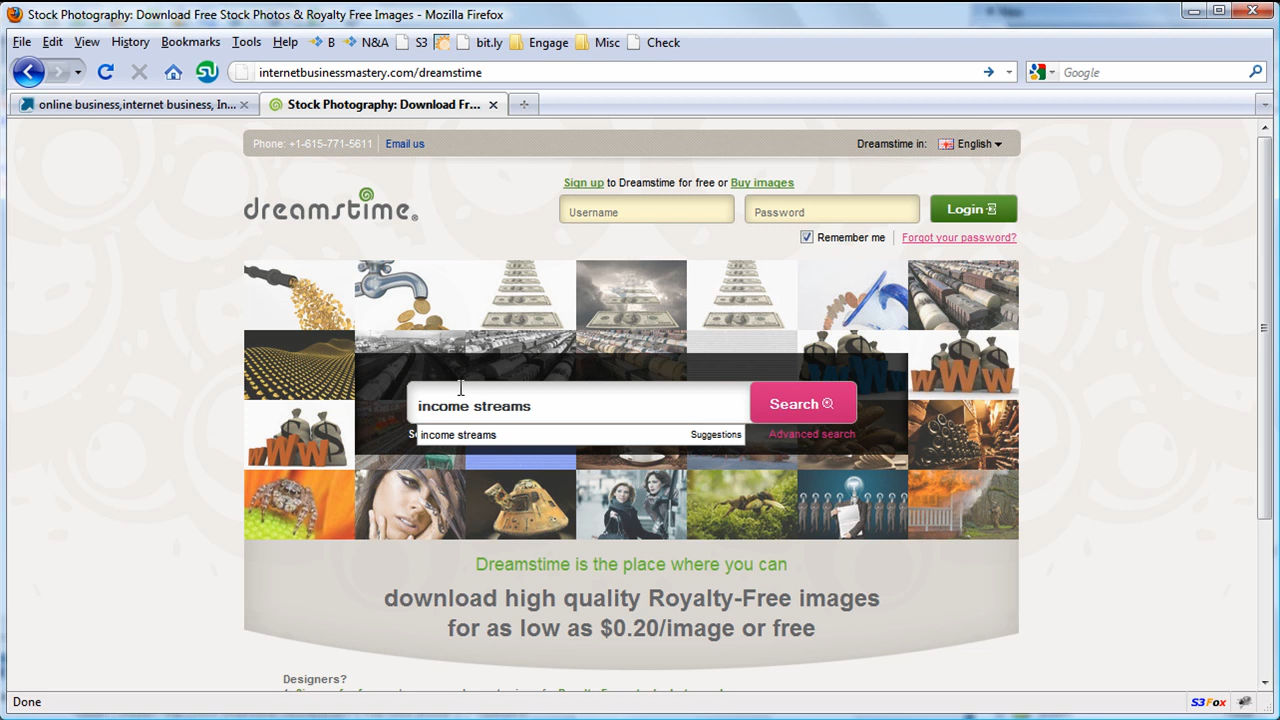 Stock Photography: Download Free Stock Photos & Royalty Free Images - Mozilla Firefox
File Edit View History Bookmarks Tools Help B N&A S3 bit.ly Engage Misc Check
internetbusinessmastery.com/dreamstime
Google
online business,internet business, In...
Stock Photography: Download Fr...
Phone: +1-615-771-5611 Email us
Dreamstime in: English
Sign up to Dreamstime for free or Buy images
dreamstime.
Username
Password
Login
Remember me
Forgot your password?
income streams
Search
income streams Suggestions
Advanced search
Dreamstime is the place where you can
download high quality Royalty-Free images
for as low as $0.20/image or free
Designers?
Done
S3Fox